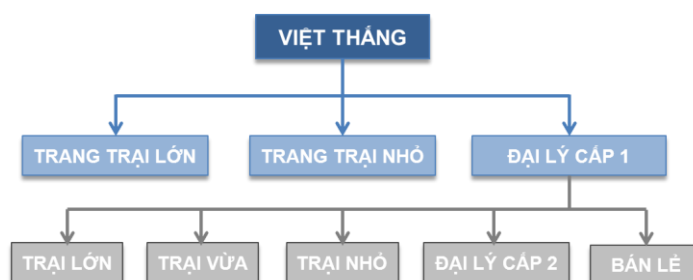 VIỆT THẮNG
TRANG TRẠI LỚN
TRANG TRẠI NHỎ
ĐẠI LÝ CẤP 1
TRẠI LỚN
TRẠI VỪA
TRẠI NHỎ
ĐẠI LÝ CẤP 2
BÁN LẺ